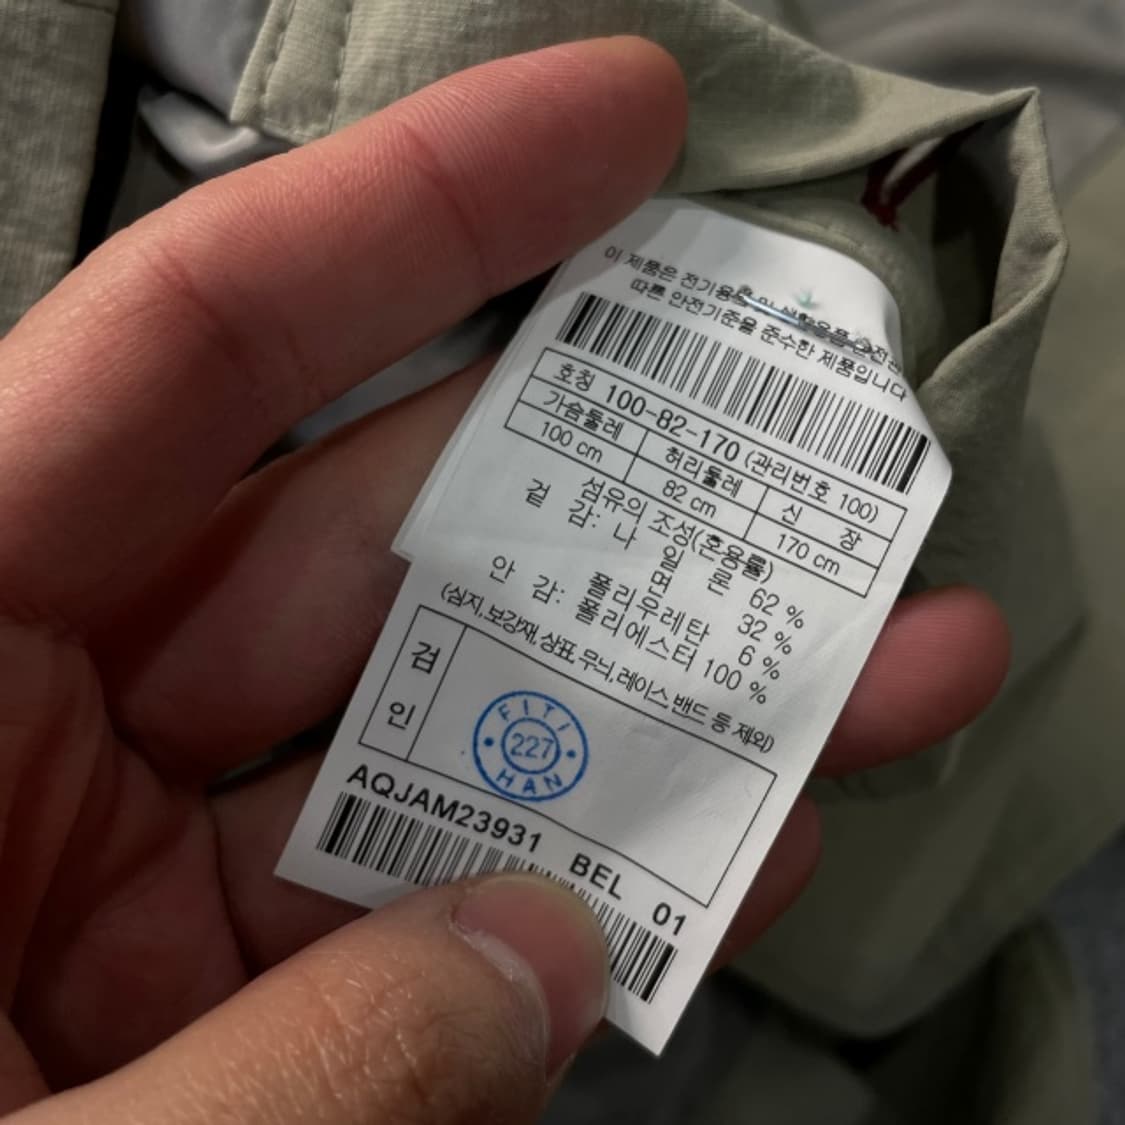 이 제품은 전기용품 및 생활용품 안전관
따른 안전기준을 준수한 제품입니다
호칭 100-82-170 (관리번호 100)
가슴둘레 허리둘레 신 장
100 cm 82 cm 170 cm
섬유의 조성(혼용률)
겉 감: 나 일 론 62 %
면 32 %
폴리우레탄 6 %
안 감: 폴리에스터 100 %
(심지, 보강재, 상표, 무늬, 레이스, 밴드 등 제외)
검
인
FITI
227
HAN
AQJAM23931 BEL 01